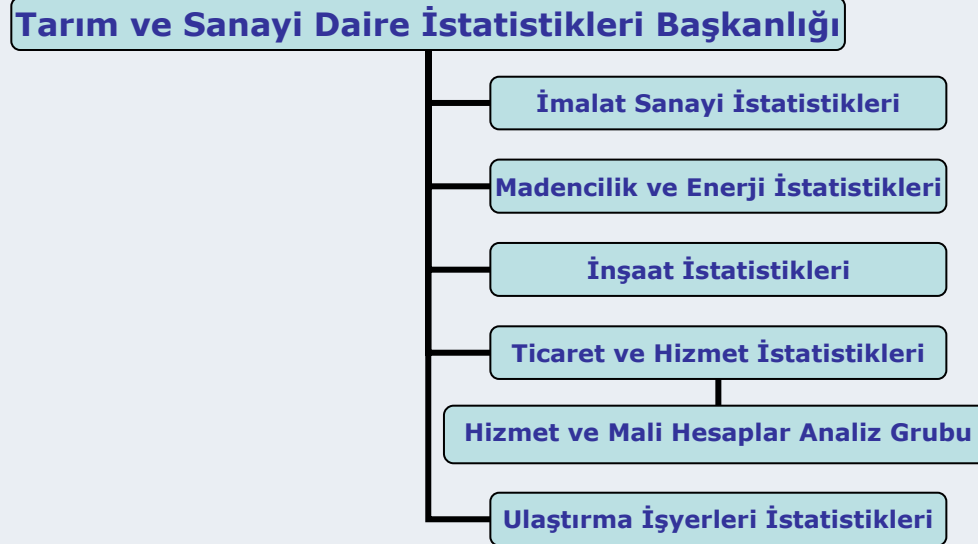 Tarım ve Sanayi Daire İstatistikleri Başkanlığı
İmalat Sanayi İstatistikleri
Madencilik ve Enerji İstatistikleri
İnşaat İstatistikleri
Ticaret ve Hizmet İstatistikleri
Hizmet ve Mali Hesaplar Analiz Grubu
Ulaştırma İşyerleri İstatistikleri